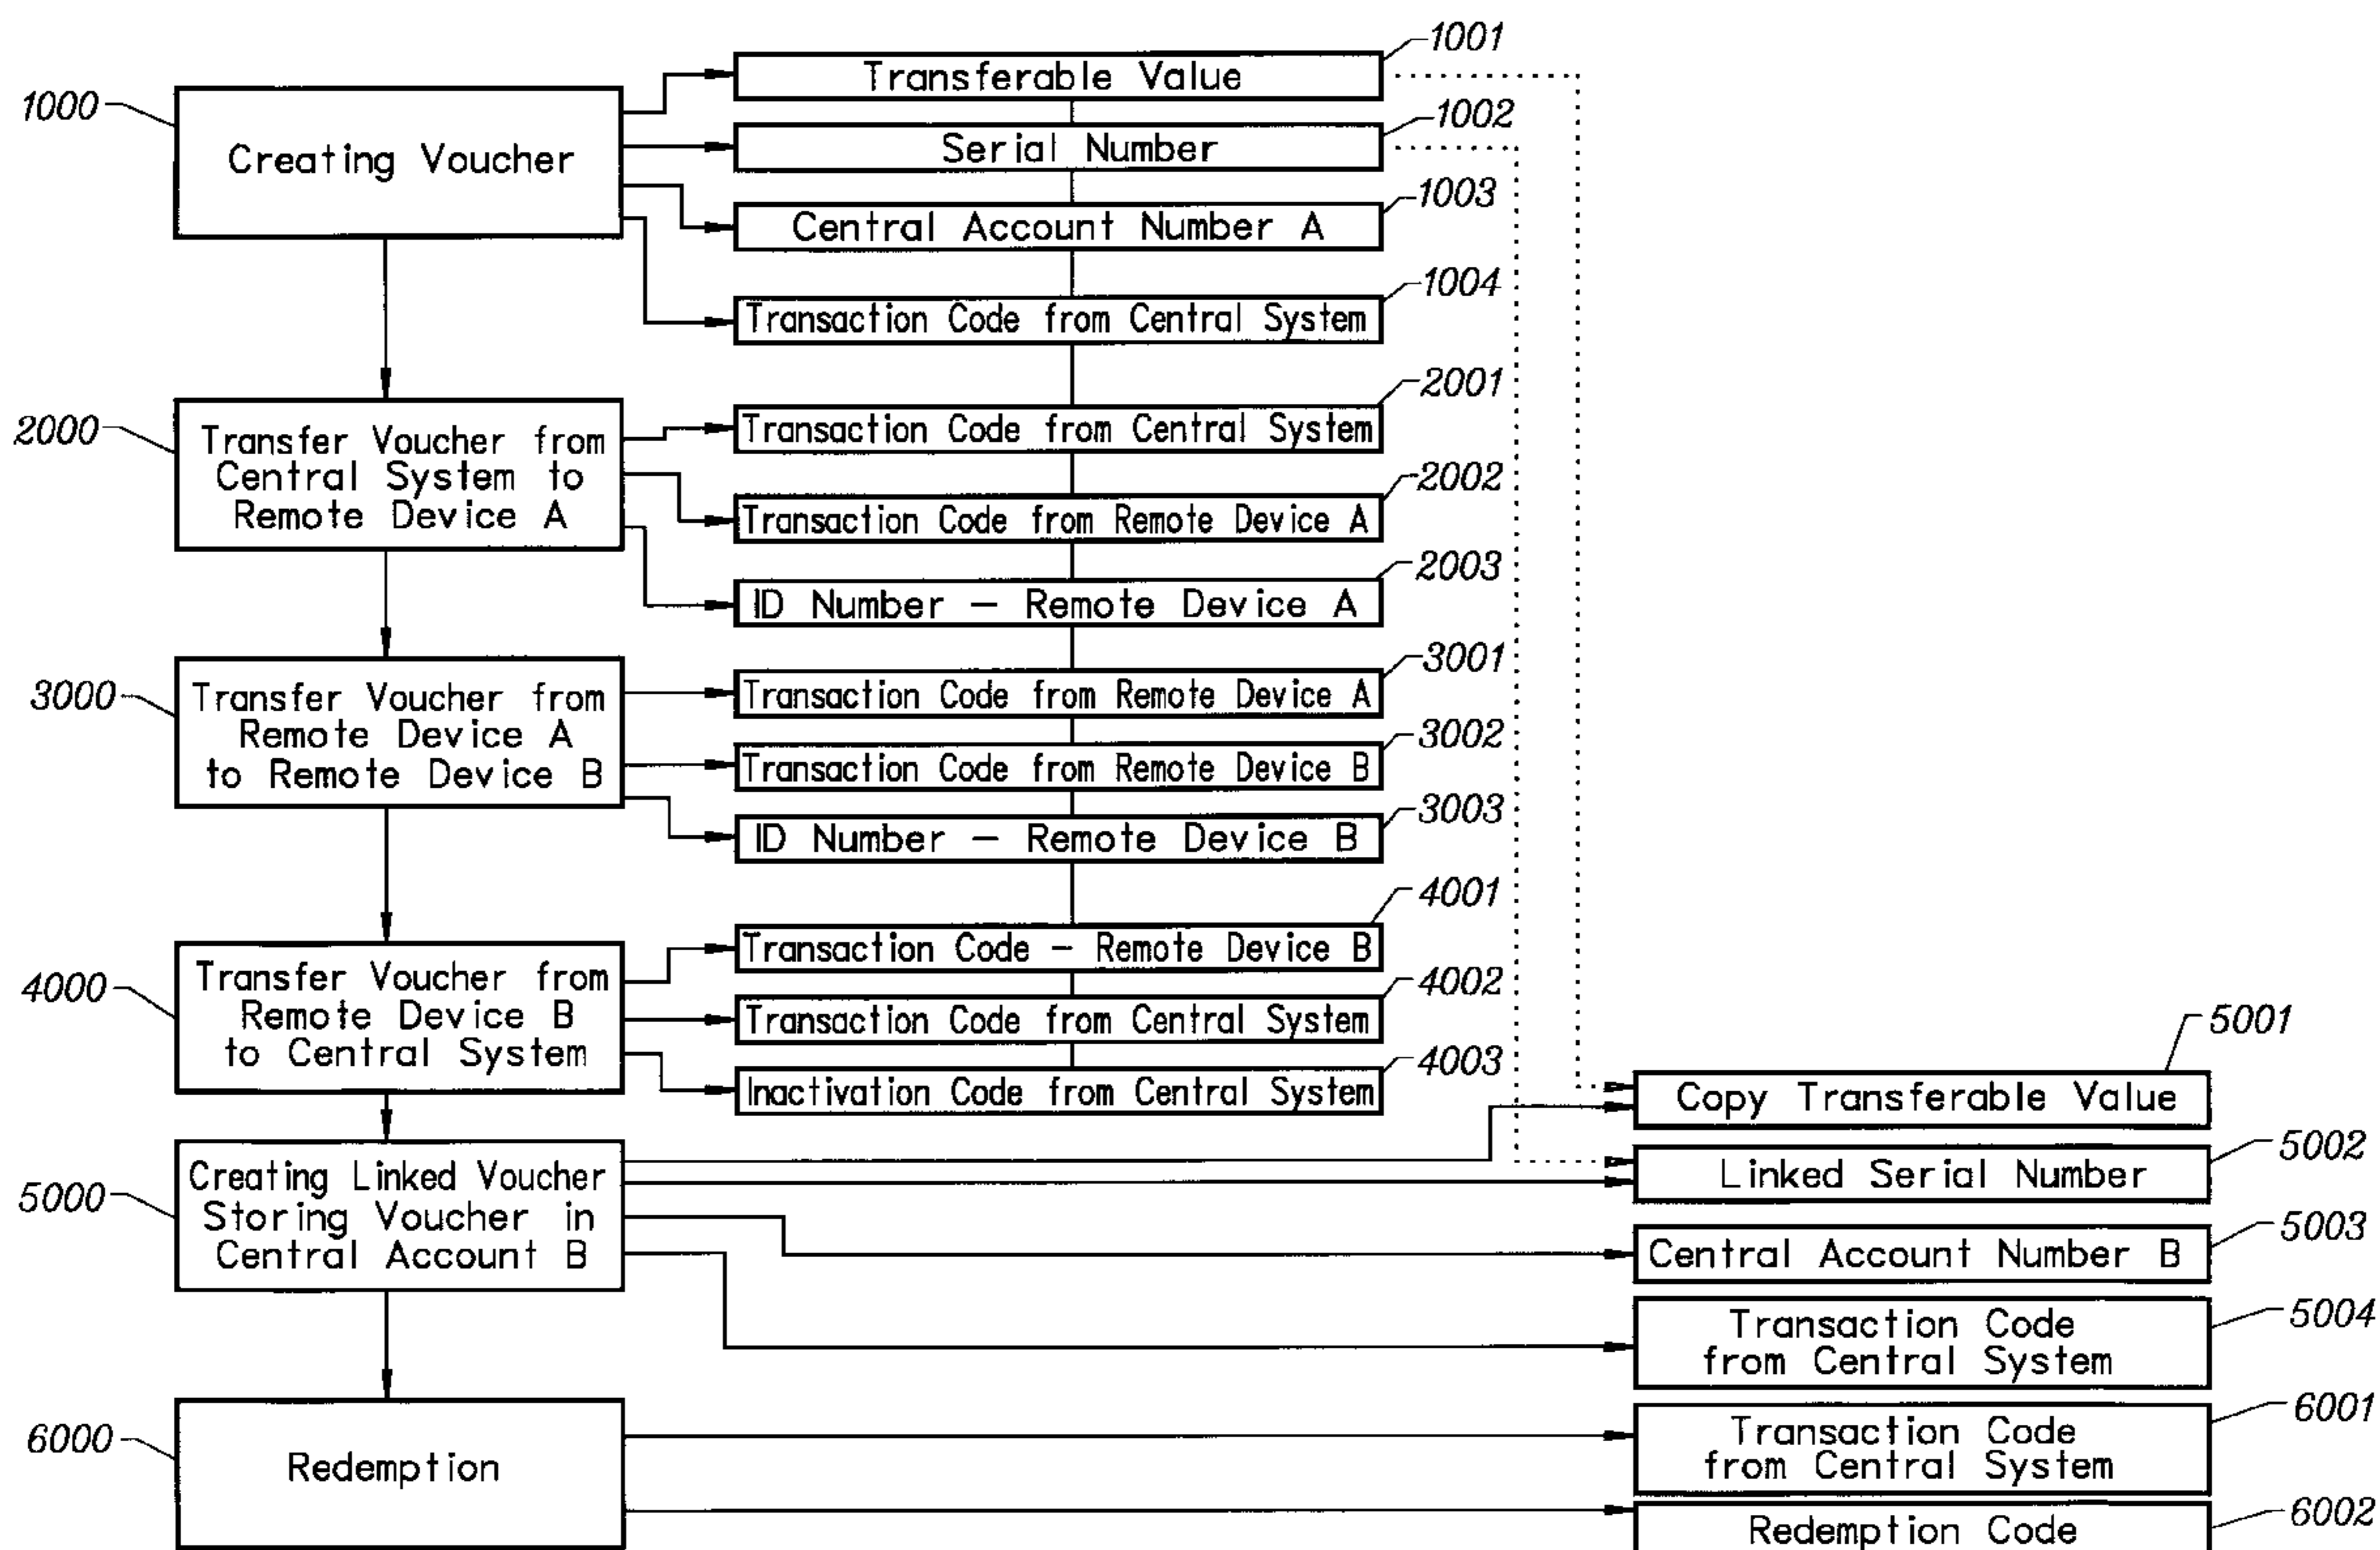 1000
Creating Voucher
Transferable Value
1001
Serial Number
1002
Central Account Number A
1003
Transaction Code from Central System
1004
2000
Transfer Voucher from
Central System to
Remote Device A
Transaction Code from Central System
2001
Transaction Code from Remote Device A
2002
ID Number – Remote Device A
2003
3000
Transfer Voucher from
Remote Device A
to Remote Device B
Transaction Code from Remote Device A
3001
Transaction Code from Remote Device B
3002
ID Number – Remote Device B
3003
4000
Transfer Voucher from
Remote Device B
to Central System
Transaction Code – Remote Device B
4001
Transaction Code from Central System
4002
Inactivation Code from Central System
4003
5000
Creating Linked Voucher
Storing Voucher in
Central Account B
Copy Transferable Value
5001
Linked Serial Number
5002
Central Account Number B
5003
Transaction Code
from Central System
5004
6000
Redemption
Transaction Code
from Central System
6001
Redemption Code
6002